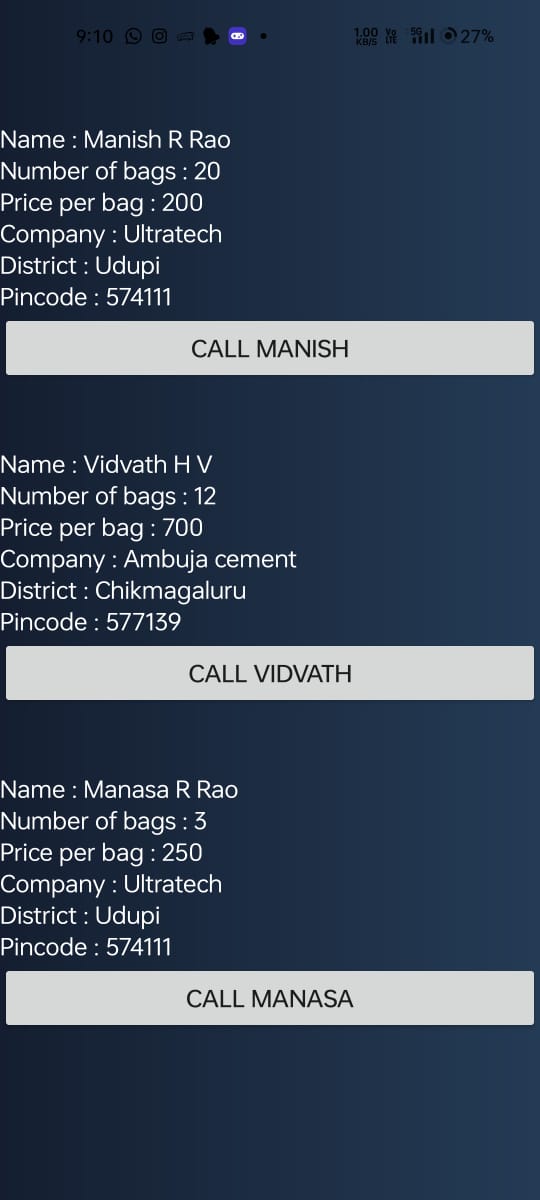 9:10
1.00 KB/S Vo LTE 5G 27%
Name : Manish R Rao
Number of bags : 20
Price per bag : 200
Company : Ultratech
District : Udupi
Pincode : 574111
CALL MANISH
Name : Vidvath H V
Number of bags : 12
Price per bag : 700
Company : Ambuja cement
District : Chikmagaluru
Pincode : 577139
CALL VIDVATH
Name : Manasa R Rao
Number of bags : 3
Price per bag : 250
Company : Ultratech
District : Udupi
Pincode : 574111
CALL MANASA